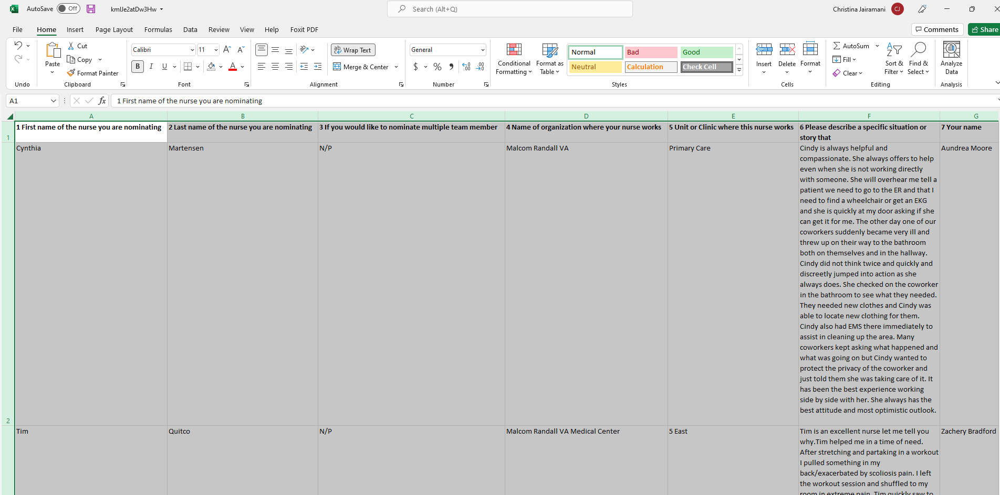 AutoSave Off kmlJe2atDw3Hw Search (Alt+Q) Christina Jairamani CJ
File Home Insert Page Layout Formulas Data Review View Help Foxit PDF Comments Share
Cut Calibri 11 A A ab Wrap Text General Conditional Formatting Format as Table Normal Bad Good Insert Delete Format AutoSum Sort & Filter Find & Select Analyze Data
Paste Copy B I U A Merge & Center $ % , Neutral Calculation Check Cell Fill
Format Painter Clear
Undo Clipboard Font Alignment Number Styles Cells Editing Analysis
A1 fx 1 First name of the nurse you are nominating
A B C D E F G
1 1 First name of the nurse you are nominating 2 Last name of the nurse you are nominating 3 If you would like to nominate multiple team member 4 Name of organization where your nurse works 5 Unit or Clinic where this nurse works 6 Please describe a specific situation or 7 Your name
story that
2 Cynthia Martensen N/P Malcom Randall VA Primary Care Cindy is always helpful and Aundrea Moore
compassionate. She always offers to help
even when she is not working directly
with someone. She will overhear me tell a
patient we need to go to the ER and that I
need to find a wheelchair or get an EKG
and she is quickly at my door asking if she
can get it for me. The other day one of our
coworkers suddenly became very ill and
threw up on their way to the bathroom
both on themselves and in the hallway.
Cindy did not think twice and quickly and
discreetly jumped into action as she
always does. She checked on the coworker
in the bathroom to see what they needed.
They needed new clothes and Cindy was
able to locate new clothing for them.
Cindy also had EMS there immediately to
assist in cleaning up the area. Many
coworkers kept asking what happened and
what was going on but Cindy wanted to
protect the privacy of the coworker and
just told them she was taking care of it. It
has been the best experience working
side by side with her. She always has the
best attitude and most optimistic outlook.
Tim Quitco N/P Malcom Randall VA Medical Center 5 East Tim is an excellent nurse let me tell you Zachery Bradford
why.Tim helped me in a time of need.
After stretching and partaking in a workout
I pulled something in my
back/exacerbated by scoliosis pain. I left
the workout session and shuffled to my
room in extreme pain. Tim quickly saw to